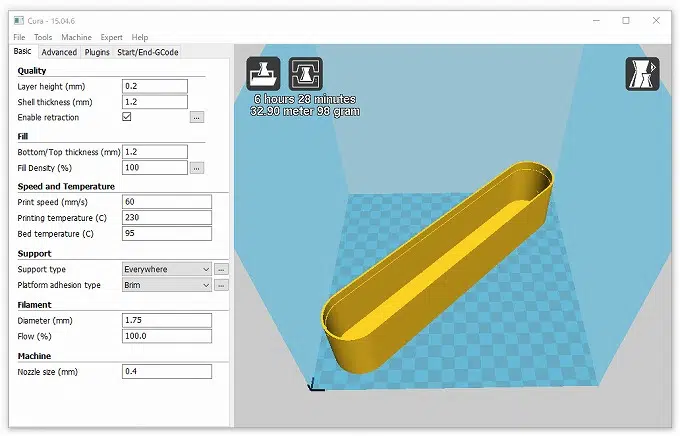 Cura - 15.04.6
File Tools Machine Expert Help
Basic Advanced Plugins Start/End-GCode
Quality
Layer height (mm) 0.2
Shell thickness (mm) 1.2
Enable retraction ...
Fill
Bottom/Top thickness (mm) 1.2
Fill Density (%) 100 ...
Speed and Temperature
Print speed (mm/s) 60
Printing temperature (C) 230
Bed temperature (C) 95
Support
Support type Everywhere ...
Platform adhesion type Brim ...
Filament
Diameter (mm) 1.75
Flow (%) 100.0
Machine
Nozzle size (mm) 0.4
6 hours 28 minutes
32.90 meter 98 gram